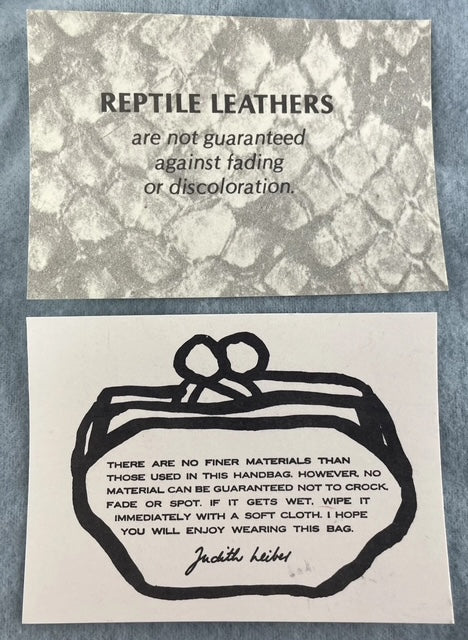 REPTILE LEATHERS
are not guaranteed
against fading
or discoloration.
THERE ARE NO FINER MATERIALS THAN
THOSE USED IN THIS HANDBAG. HOWEVER, NO
MATERIAL CAN BE GUARANTEED NOT TO CROCK,
FADE OR SPOT. IF IT GETS WET, WIPE IT
IMMEDIATELY WITH A SOFT CLOTH. I HOPE
YOU WILL ENJOY WEARING THIS BAG.
Judith Leiber